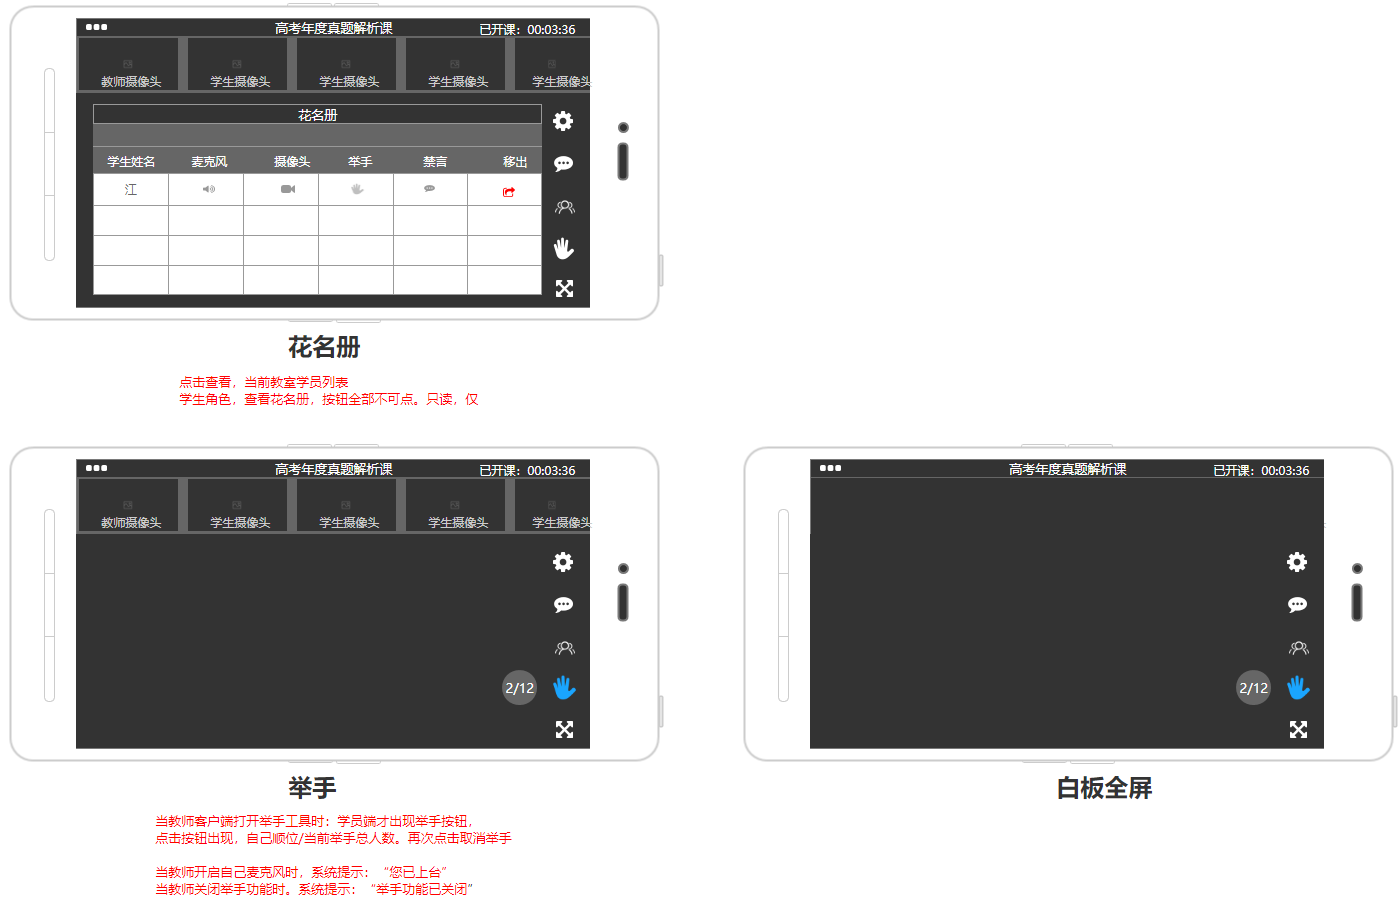 高考年度真题解析课
已开课：00:03:36
教师摄像头
学生摄像头
学生摄像头
学生摄像头
学生摄像头
花名册
学生姓名 麦克风 摄像头 举手 禁言 移出
江
花名册
点击查看，当前教室学员列表
学生角色，查看花名册，按钮全部不可点。只读，仅
高考年度真题解析课
已开课：00:03:36
教师摄像头
学生摄像头
学生摄像头
学生摄像头
学生摄像头
2/12
举手
当教师客户端打开举手工具时：学员端才出现举手按钮，
点击按钮出现，自己顺位/当前举手总人数。再次点击取消举手
当教师开启自己麦克风时，系统提示：“您已上台”
当教师关闭举手功能时。系统提示：“举手功能已关闭”
高考年度真题解析课
已开课：00:03:36
2/12
白板全屏